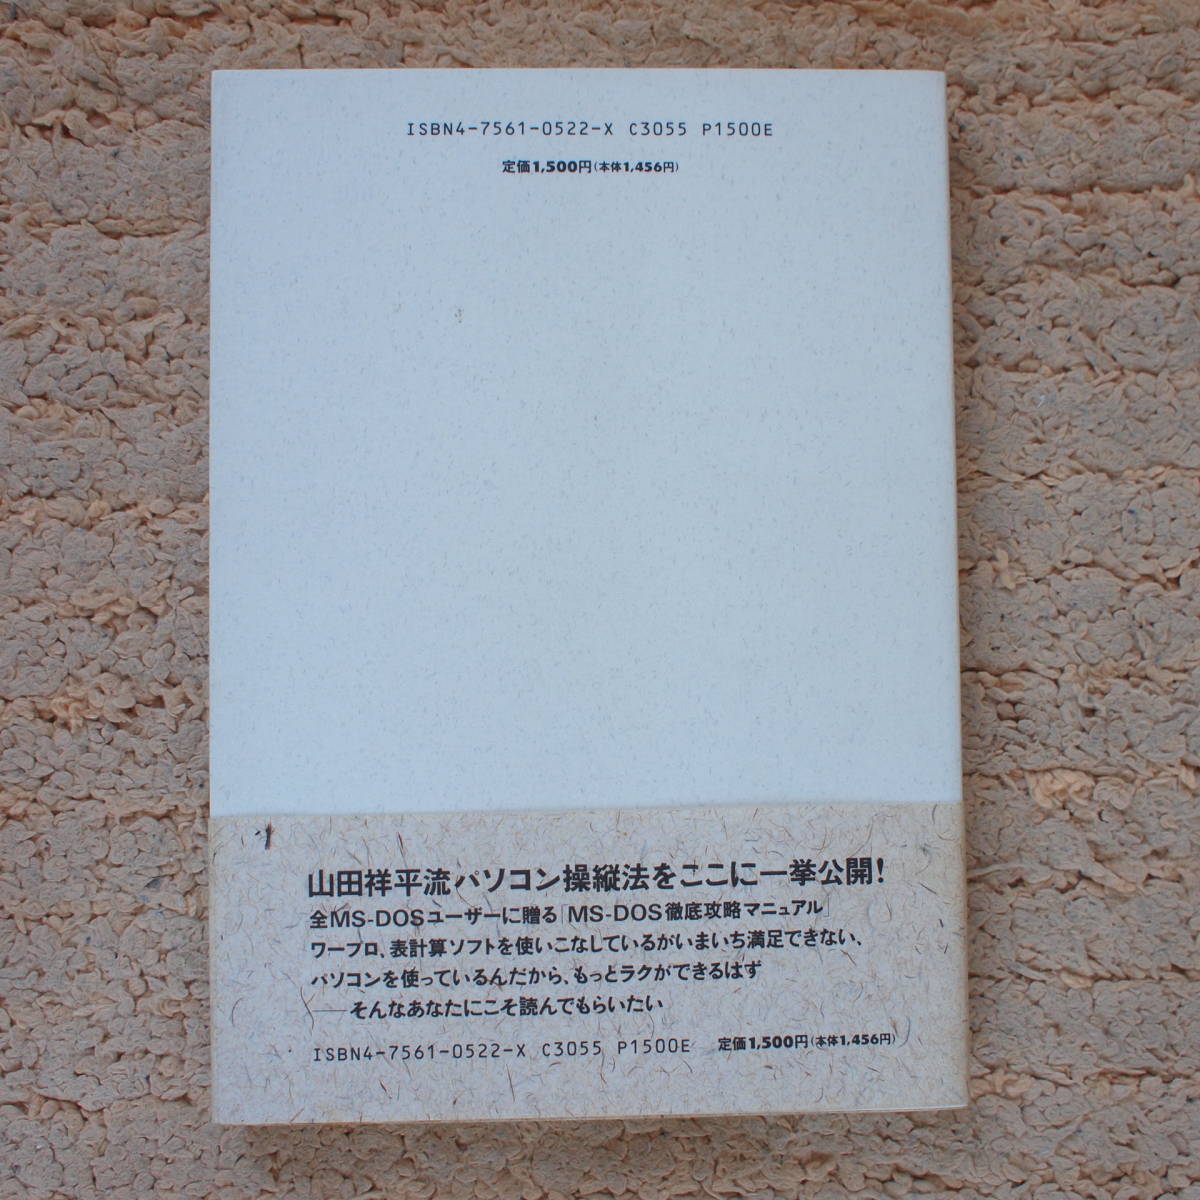 ISBN4-7561-0522-X C3055 P1500E
定価1,500円(本体1,456円)
山田祥平流パソコン操縦法をここに一挙公開!
全MS-DOSユーザーに贈る「MS-DOS徹底攻略マニュアル」
ワープロ、表計算ソフトを使いこなしているがいまいち満足できない、
パソコンを使っているんだから、もっとラクができるはず
——そんなあなたにこそ読んでもらいたい
ISBN4-7561-0522-X C3055 P1500E 定価1,500円(本体1,456円)